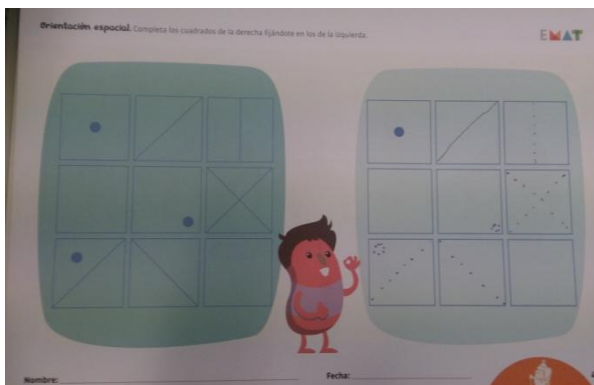 Orientación espacial. Completa los cuadrados de la derecha fijándote en los de la izquierda.
EMAT
Nombre:
Fecha: